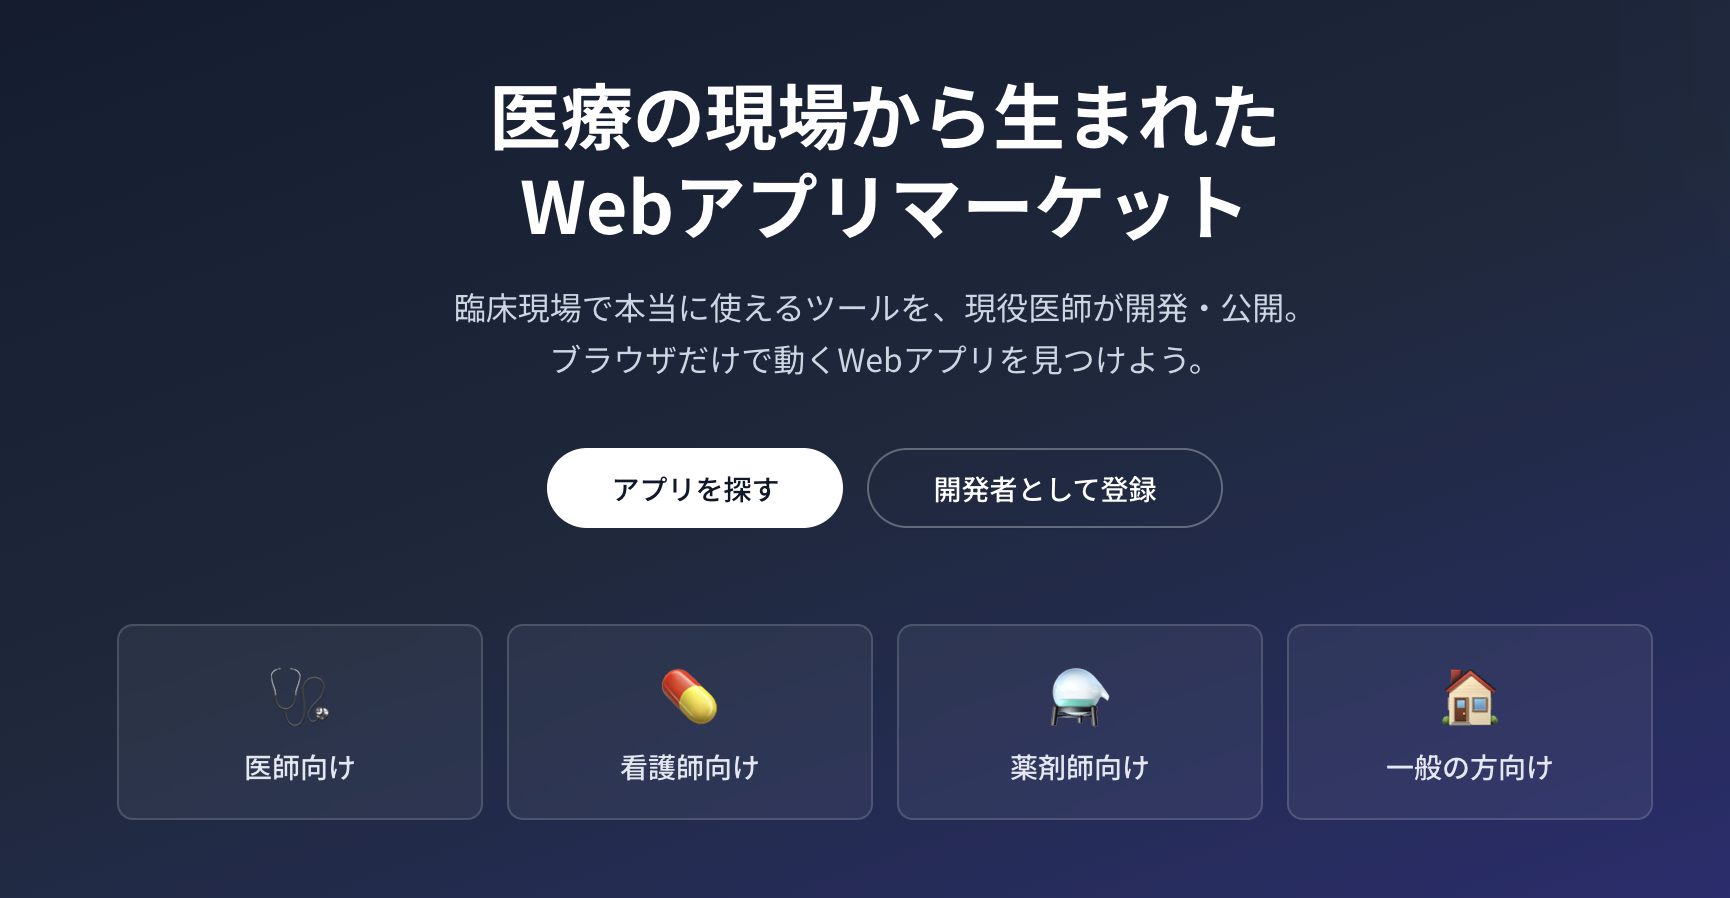 医療の現場から生まれた
Webアプリマーケット
臨床現場で本当に使えるツールを、現役医師が開発・公開。
ブラウザだけで動くWebアプリを見つけよう。
アプリを探す
開発者として登録
医師向け
看護師向け
薬剤師向け
一般の方向け